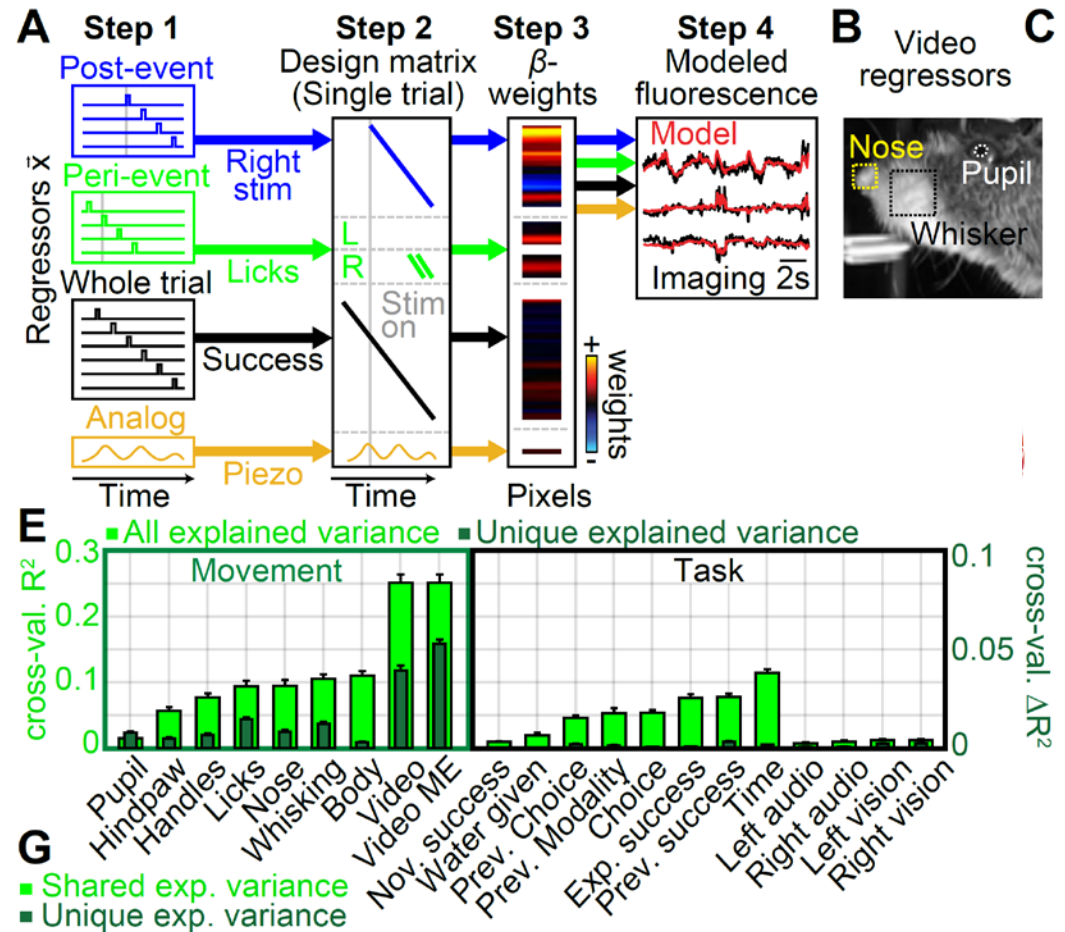 A
Step 1
Step 2
Step 3
Step 4
B
C
Post-event
Design matrix
(Single trial)
β-
weights
Modeled
fluorescence
Video
regressors
Regressors x̄
Right
stim
Peri-event
Licks
L
R
Stim
on
Whole trial
Success
Analog
Piezo
Time
Time
+
weights
-
Pixels
Model
Imaging 2s
Nose
Pupil
Whisker
E
All explained variance
Unique explained variance
cross-val. R²
0.3
0.2
0.1
0
Movement
Task
0.1
0.05
0
cross-val. ΔR²
Pupil
Hindpaw
Handles
Licks
Nose
Whisking
Body
Video
Video ME
Nov. success
Water given
Prev. Choice
Prev. Modality
Choice
Exp. success
Prev. success
Time
Left audio
Right audio
Left vision
Right vision
G
Shared exp. variance
Unique exp. variance